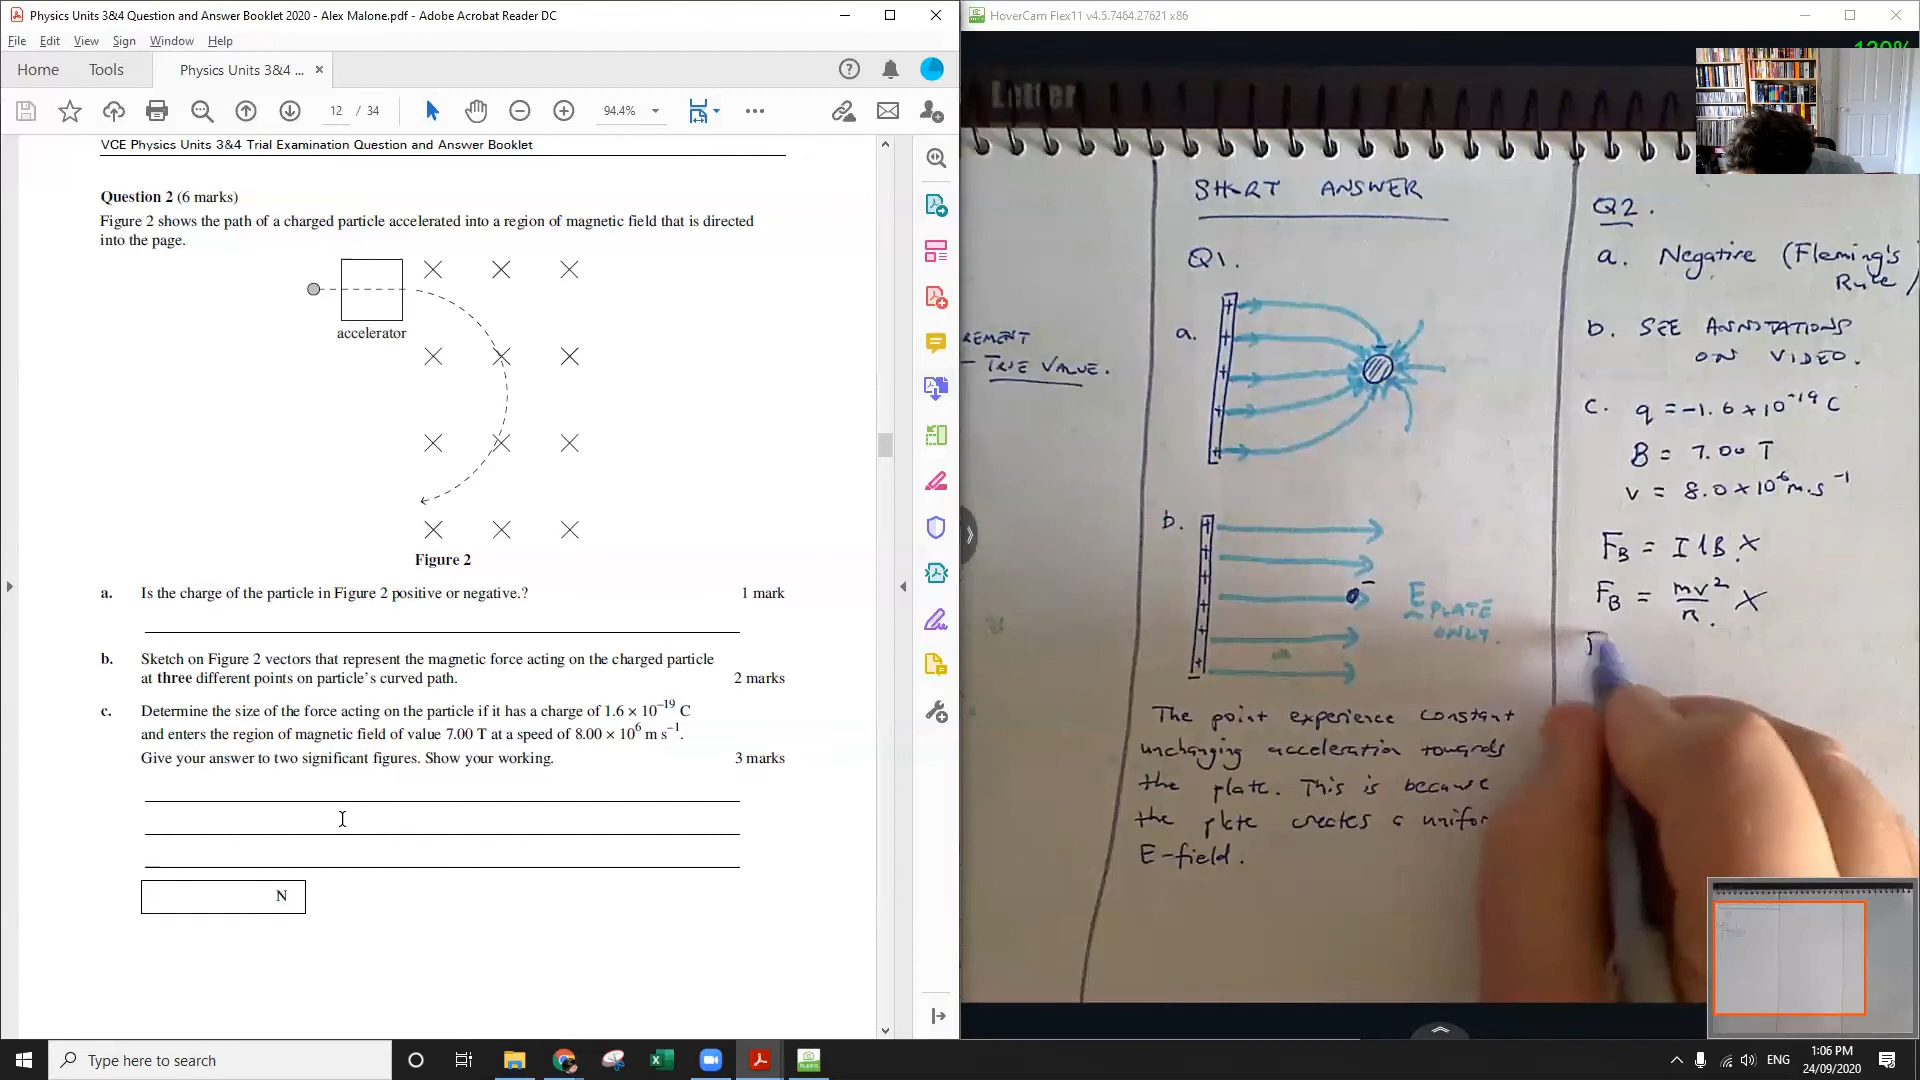 Physics Units 3&4 Question and Answer Booklet 2020 - Alex Malone.pdf - Adobe Acrobat Reader DC
File Edit View Sign Window Help
Home Tools Physics Units 3&4 ... ×
12 / 34 94.4%
VCE Physics Units 3&4 Trial Examination Question and Answer Booklet
Question 2 (6 marks)
Figure 2 shows the path of a charged particle accelerated into a region of magnetic field that is directed
into the page.
accelerator
Figure 2
a. Is the charge of the particle in Figure 2 positive or negative.? 1 mark
b. Sketch on Figure 2 vectors that represent the magnetic force acting on the charged particle
at three different points on particle's curved path. 2 marks
c. Determine the size of the force acting on the particle if it has a charge of 1.6 × 10⁻¹⁹ C
and enters the region of magnetic field of value 7.00 T at a speed of 8.00 × 10⁶ m s⁻¹.
Give your answer to two significant figures. Show your working. 3 marks
N
HoverCam Flex11 v4.5.7464.27621 x86
Letter
REMENT
- TRUE VALUE.
SHORT ANSWER
Q1.
a.
b.
E PLATE
ONLY.
The point experience constant
unchanging acceleration towards
the plate. This is because
the plate creates a unifor
E-field.
Q2.
a. Negative (Fleming's
Rule)
b. SEE ANNOTATIONS
ON VIDEO.
c. q = -1.6 × 10⁻¹⁹ C
B = 7.00 T
v = 8.0 × 10⁶ m.s⁻¹
F_B = I l B X
F_B = mv²/r. X
Type here to search
ENG
1:06 PM
24/09/2020